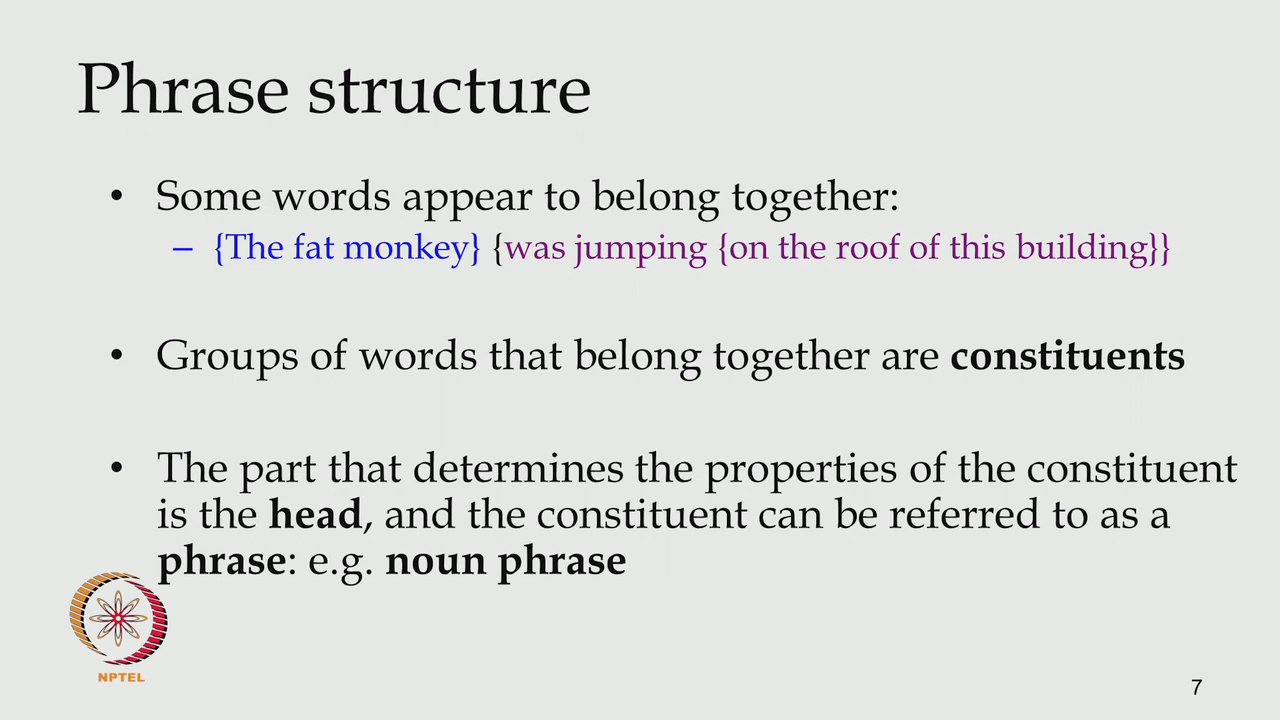 Phrase structure
• Some words appear to belong together:
– {The fat monkey} {was jumping {on the roof of this building}}
• Groups of words that belong together are constituents
• The part that determines the properties of the constituent
is the head, and the constituent can be referred to as a
phrase: e.g. noun phrase
NPTEL
7